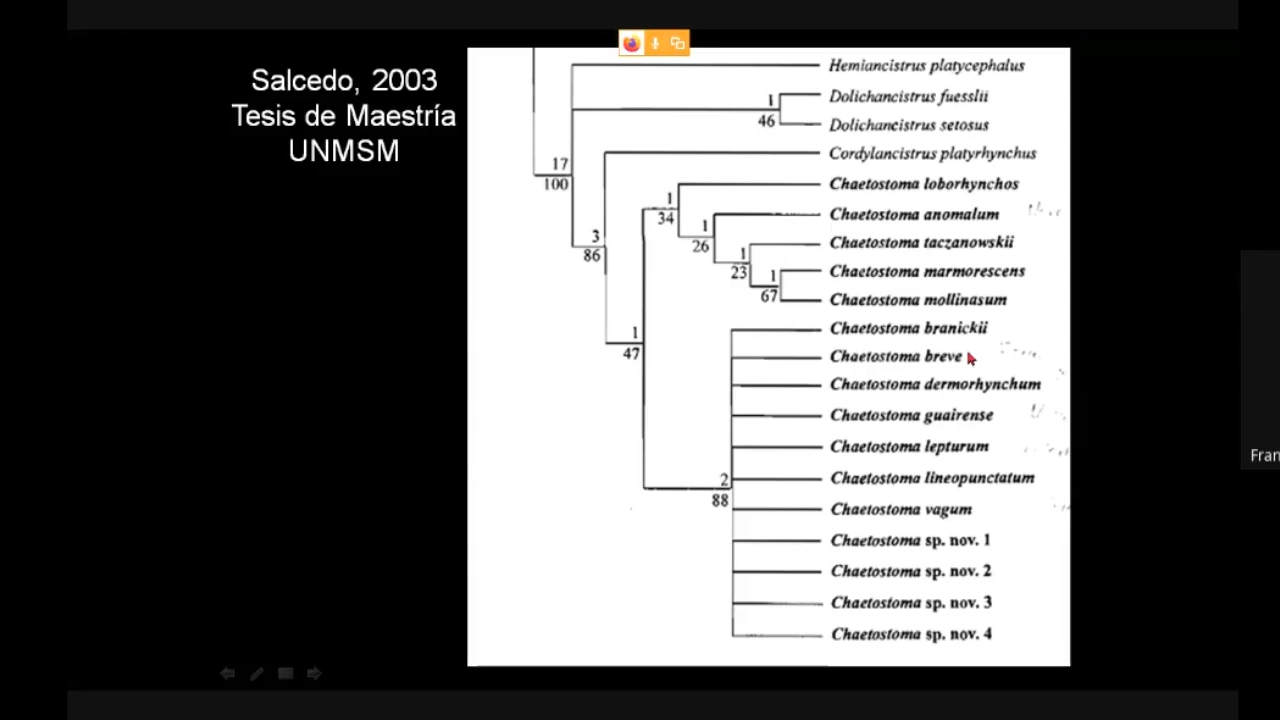 Salcedo, 2003
Tesis de Maestría
UNMSM
Hemiancistrus platycephalus
1
Dolichancistrus fuesslii
46
Dolichancistrus setosus
Cordylancistrus platyrhynchus
17
100
Chaetostoma loborhynchos
1
34
Chaetostoma anomalum
1
26
Chaetostoma taczanowskii
3
86
1
23
Chaetostoma marmorescens
1
67
Chaetostoma mollinasum
Chaetostoma branickii
1
47
Chaetostoma breve
Chaetostoma dermorhynchum
Chaetostoma guairense
Chaetostoma lepturum
Chaetostoma lineopunctatum
2
88
Chaetostoma vagum
Chaetostoma sp. nov. 1
Chaetostoma sp. nov. 2
Chaetostoma sp. nov. 3
Chaetostoma sp. nov. 4
Fran